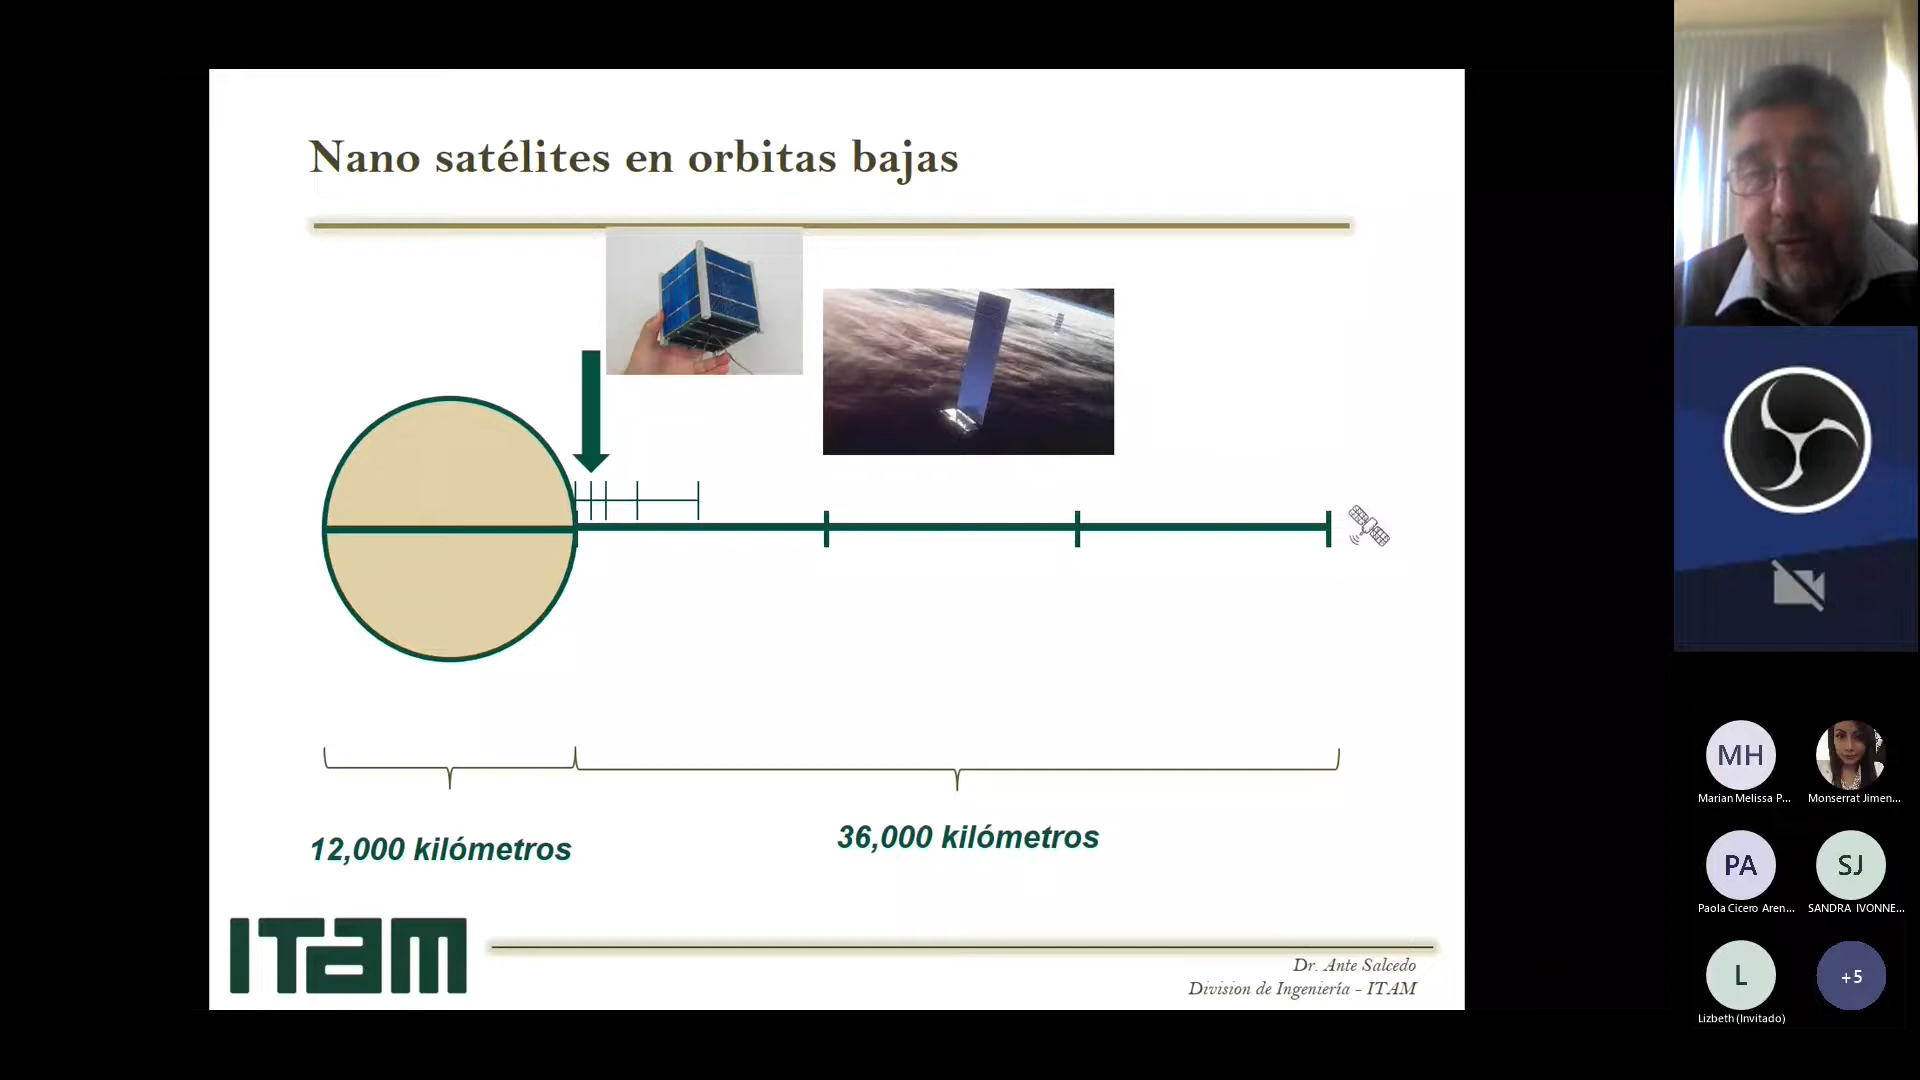 Nano satélites en orbitas bajas
12,000 kilómetros
36,000 kilómetros
ITAM
Dr. Ante Salcedo
Division de Ingeniería - ITAM
MH
Marian Melissa P...
Monserrat Jimen...
PA
Paola Cicero Aren...
SJ
SANDRA IVONNE...
L
Lizbeth (Invitado)
+5